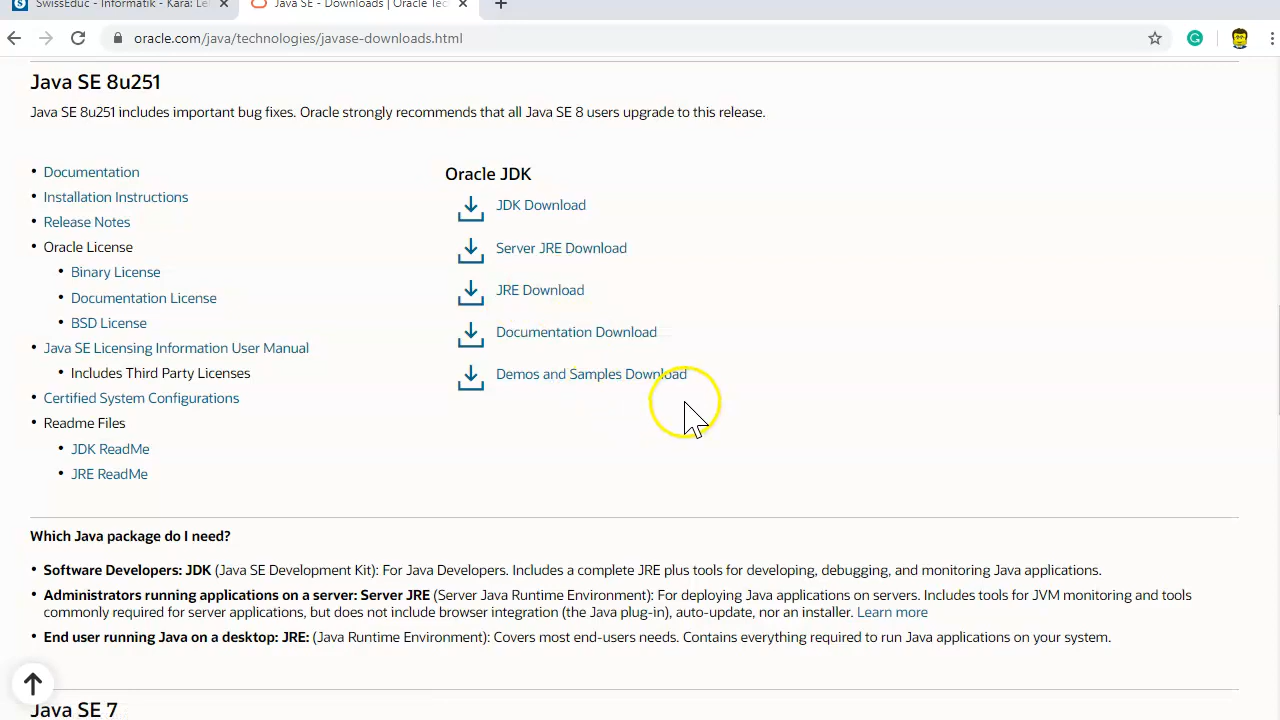 SwissEduc - Informatik - Kara: Le
Java SE - Downloads | Oracle Tec
oracle.com/java/technologies/javase-downloads.html
Java SE 8u251
Java SE 8u251 includes important bug fixes. Oracle strongly recommends that all Java SE 8 users upgrade to this release.
• Documentation
• Installation Instructions
• Release Notes
• Oracle License
• Binary License
• Documentation License
• BSD License
• Java SE Licensing Information User Manual
• Includes Third Party Licenses
• Certified System Configurations
• Readme Files
• JDK ReadMe
• JRE ReadMe
Oracle JDK
JDK Download
Server JRE Download
JRE Download
Documentation Download
Demos and Samples Download
Which Java package do I need?
• Software Developers: JDK (Java SE Development Kit): For Java Developers. Includes a complete JRE plus tools for developing, debugging, and monitoring Java applications.
• Administrators running applications on a server: Server JRE (Server Java Runtime Environment): For deploying Java applications on servers. Includes tools for JVM monitoring and tools
commonly required for server applications, but does not include browser integration (the Java plug-in), auto-update, nor an installer. Learn more
• End user running Java on a desktop: JRE: (Java Runtime Environment): Covers most end-users needs. Contains everything required to run Java applications on your system.
Java SE 7